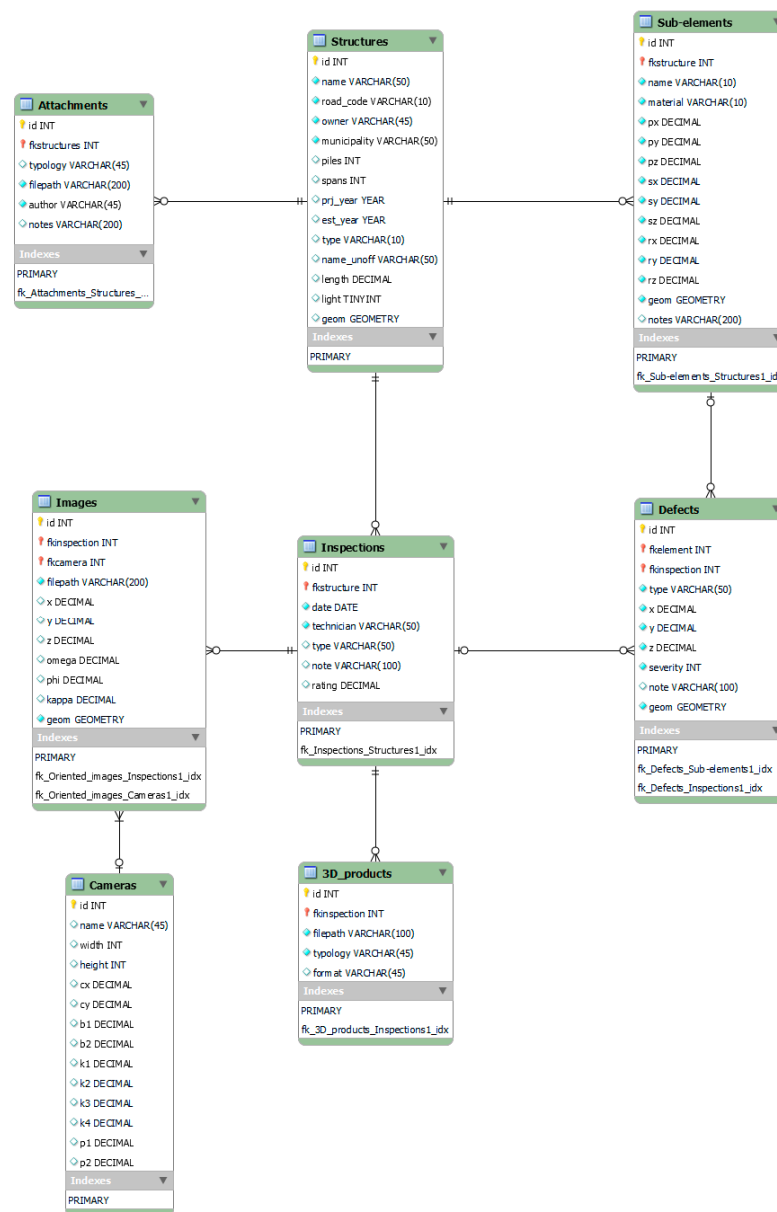 Structures
id INT
name VARCHAR(50)
road_code VARCHAR(10)
owner VARCHAR(45)
municipality VARCHAR(50)
piles INT
spans INT
prj_year YEAR
est_year YEAR
type VARCHAR(10)
name_unoff VARCHAR(50)
length DECIMAL
light TINYINT
geom GEOMETRY
Indexes
PRIMARY
Sub-elements
id INT
fkstructure INT
name VARCHAR(10)
material VARCHAR(10)
px DECIMAL
py DECIMAL
pz DECIMAL
sx DECIMAL
sy DECIMAL
sz DECIMAL
rx DECIMAL
ry DECIMAL
rz DECIMAL
geom GEOMETRY
notes VARCHAR(200)
Indexes
PRIMARY
fk_Sub-elements_Structures1_id
Attachments
id INT
fkstructures INT
typology VARCHAR(45)
filepath VARCHAR(200)
author VARCHAR(45)
notes VARCHAR(200)
Indexes
PRIMARY
fk_Attachments_Structures_...
Images
id INT
fkinspection INT
fkcamera INT
filepath VARCHAR(200)
x DECIMAL
y DECIMAL
z DECIMAL
omega DECIMAL
phi DECIMAL
kappa DECIMAL
geom GEOMETRY
Indexes
PRIMARY
fk_Oriented_images_Inspections1_idx
fk_Oriented_images_Cameras1_idx
Inspections
id INT
fkstructure INT
date DATE
technician VARCHAR(50)
type VARCHAR(50)
note VARCHAR(100)
rating DECIMAL
Indexes
PRIMARY
fk_Inspections_Structures1_idx
Defects
id INT
fkelement INT
fkinspection INT
type VARCHAR(50)
x DECIMAL
y DECIMAL
z DECIMAL
severity INT
note VARCHAR(100)
geom GEOMETRY
Indexes
PRIMARY
fk_Defects_Sub-elements1_idx
fk_Defects_Inspections1_idx
Cameras
id INT
name VARCHAR(45)
width INT
height INT
cx DECIMAL
cy DECIMAL
b1 DECIMAL
b2 DECIMAL
k1 DECIMAL
k2 DECIMAL
k3 DECIMAL
k4 DECIMAL
p1 DECIMAL
p2 DECIMAL
Indexes
PRIMARY
3D_products
id INT
fkinspection INT
filepath VARCHAR(100)
typology VARCHAR(45)
format VARCHAR(45)
Indexes
PRIMARY
fk_3D_products_Inspections1_idx